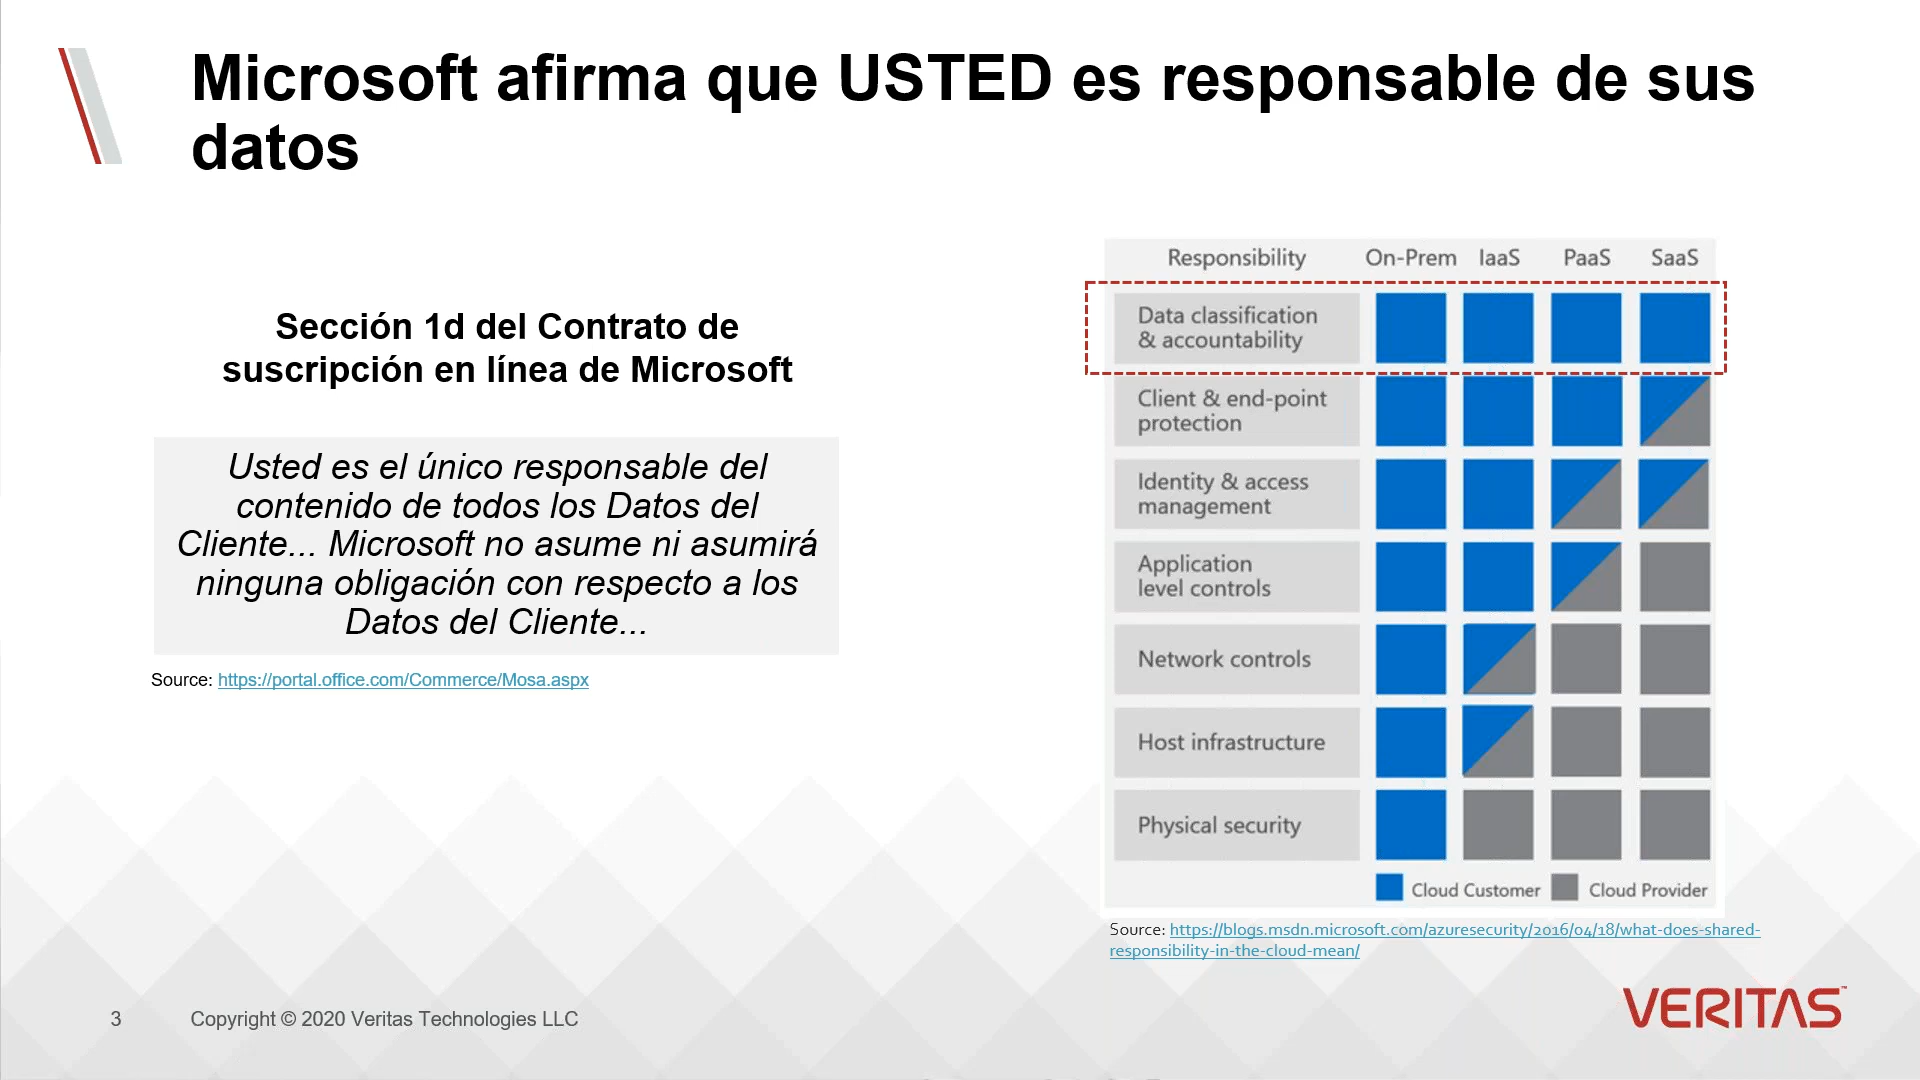 Microsoft afirma que USTED es responsable de sus
datos
Sección 1d del Contrato de
suscripción en línea de Microsoft
Usted es el único responsable del
contenido de todos los Datos del
Cliente... Microsoft no asume ni asumirá
ninguna obligación con respecto a los
Datos del Cliente...
Source: https://portal.office.com/Commerce/Mosa.aspx
Responsibility On-Prem IaaS PaaS SaaS
Data classification
& accountability
Client & end-point
protection
Identity & access
management
Application
level controls
Network controls
Host infrastructure
Physical security
Cloud Customer Cloud Provider
Source: https://blogs.msdn.microsoft.com/azuresecurity/2016/04/18/what-does-shared-
responsibility-in-the-cloud-mean/
3 Copyright © 2020 Veritas Technologies LLC
VERITAS™